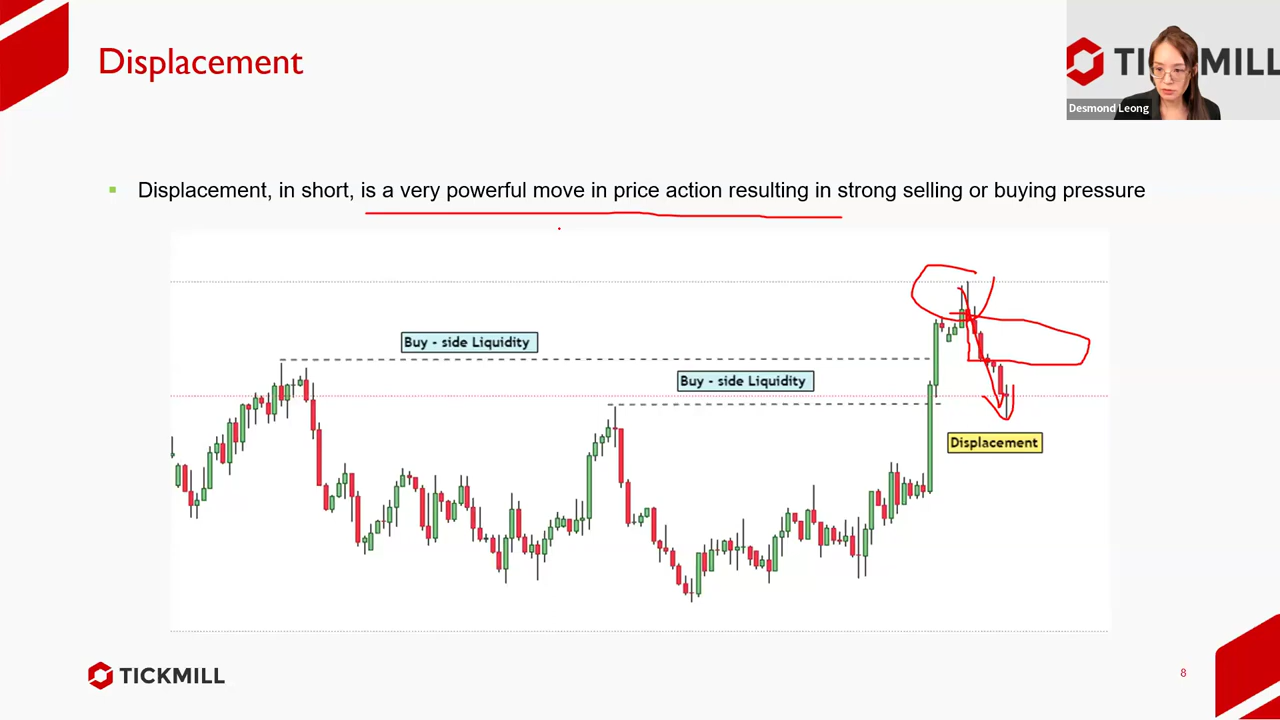 Displacement
TICKMILL
Desmond Leong
Displacement, in short, is a very powerful move in price action resulting in strong selling or buying pressure
Buy - side Liquidity
Buy - side Liquidity
Displacement
TICKMILL
8